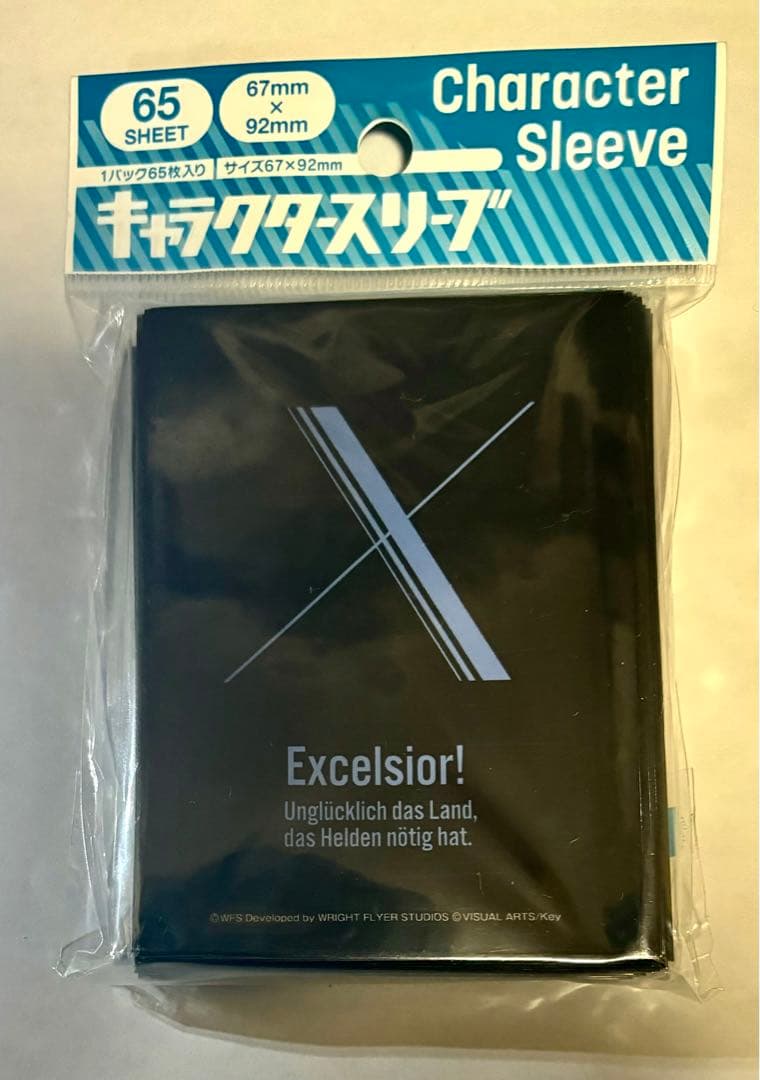 65
SHEET
67mm
×
92mm
Character
Sleeve
1パック65枚入り サイズ67×92mm
キャラクタースリーブ
X
Excelsior!
Unglücklich das Land,
das Helden nötig hat.
©WFS Developed by WRIGHT FLYER STUDIOS ©VISUAL ARTS/Key